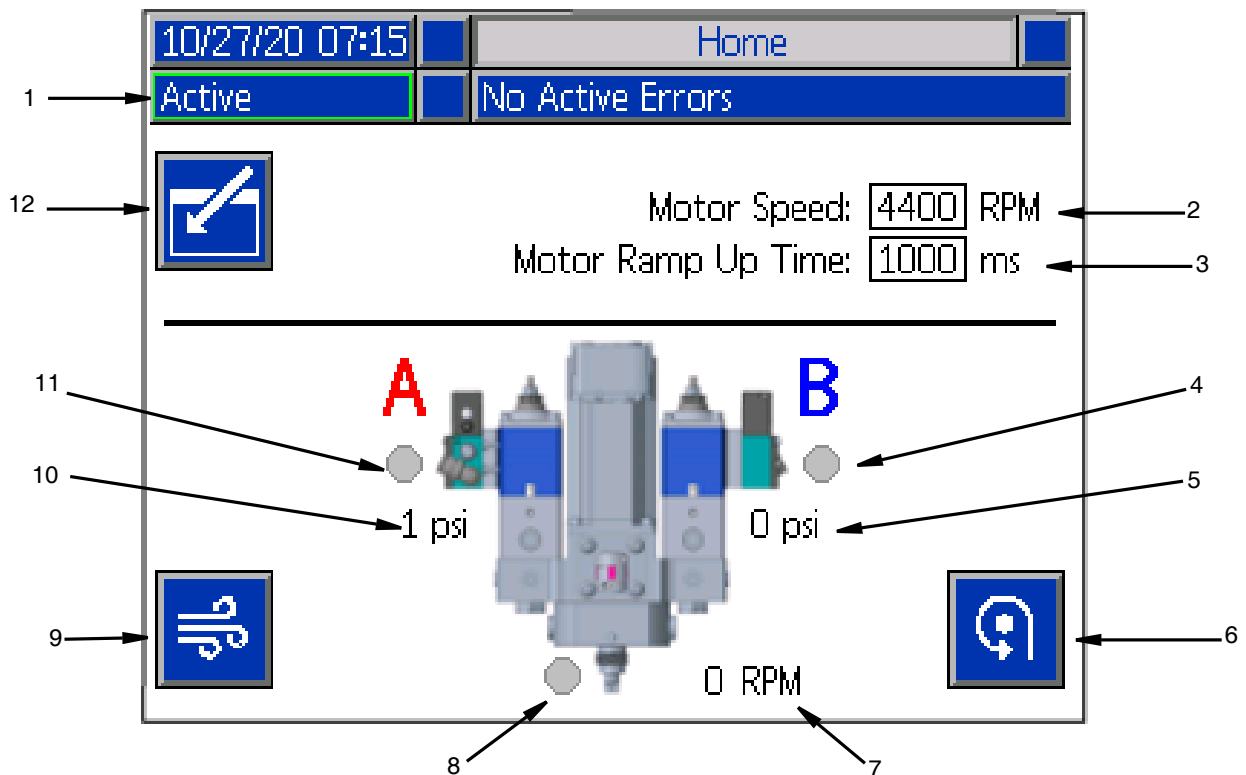 10/27/20 07:15
Home
Active
No Active Errors
1
12
Motor Speed: 4400 RPM
2
Motor Ramp Up Time: 1000 ms
3
A
B
11
4
10
5
1 psi
0 psi
9
6
0 RPM
8
7